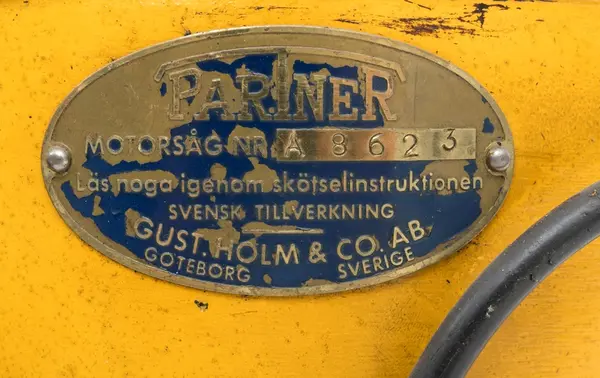 PARTNER
MOTORSÅG NR A 8623
Läs noga igenom skötselinstruktionen
SVENSK TILLVERKNING
GUST. HOLM & CO. AB.
GÖTEBORG SVERIGE